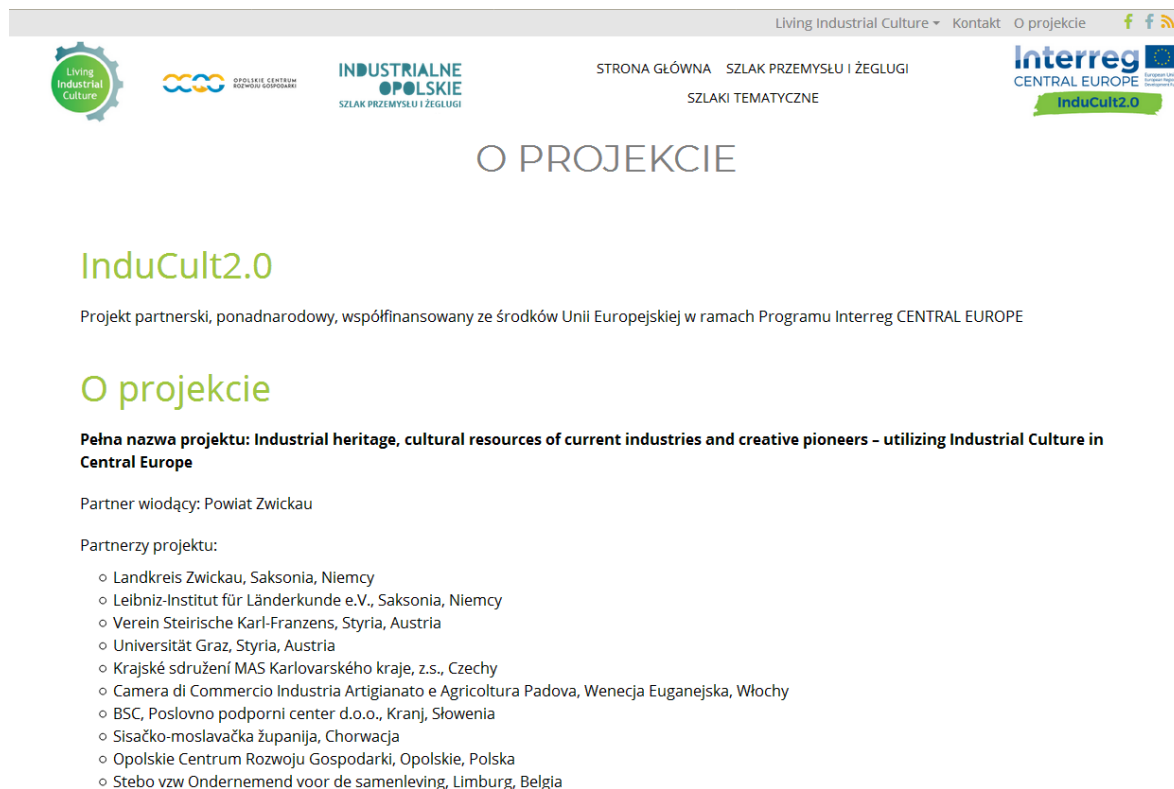 Living Industrial Culture Kontakt O projekcie
Living
Industrial
Culture
OPOLSKIE CENTRUM
ROZWOJU GOSPODARKI
INDUSTRIALNE
OPOLSKIE
SZLAK PRZEMYSŁU I ŻEGLUGI
STRONA GŁÓWNA SZLAK PRZEMYSŁU I ŻEGLUGI
SZLAKI TEMATYCZNE
Interreg
CENTRAL EUROPE
InduCult2.0
O PROJEKCIE
InduCult2.0
Projekt partnerski, ponadnarodowy, współfinansowany ze środków Unii Europejskiej w ramach Programu Interreg CENTRAL EUROPE
O projekcie
Pełna nazwa projektu: Industrial heritage, cultural resources of current industries and creative pioneers – utilizing Industrial Culture in
Central Europe
Partner wiodący: Powiat Zwickau
Partnerzy projektu:
Landkreis Zwickau, Saksonia, Niemcy
Leibniz-Institut für Länderkunde e.V., Saksonia, Niemcy
Verein Steirische Karl-Franzens, Styria, Austria
Universität Graz, Styria, Austria
Krajské sdružení MAS Karlovarského kraje, z.s., Czechy
Camera di Commercio Industria Artigianato e Agricoltura Padova, Wenecja Euganejska, Włochy
BSC, Poslovno podporni center d.o.o., Kranj, Słowenia
Sisačko-moslavačka županija, Chorwacja
Opolskie Centrum Rozwoju Gospodarki, Opolskie, Polska
Stebo vzw Ondernemend voor de samenleving, Limburg, Belgia